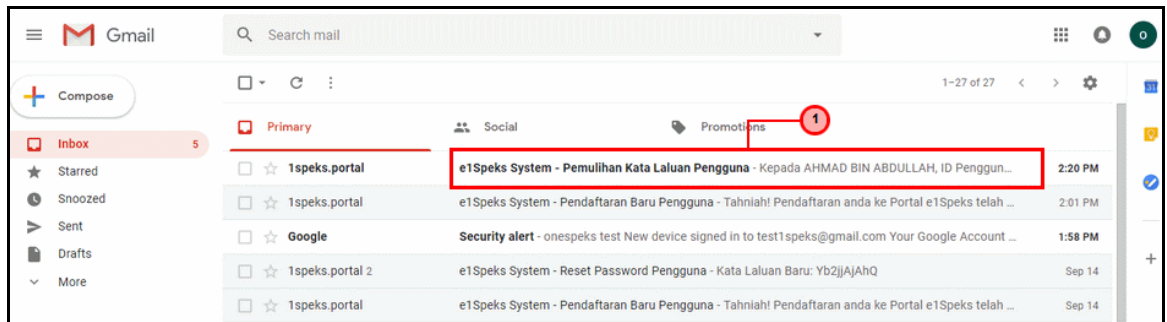 Gmail
Search mail
o
Compose
1–27 of 27
31
Primary
Social
Promotions
1
Inbox 5
1speks.portal e1Speks System - Pemulihan Kata Laluan Pengguna - Kepada AHMAD BIN ABDULLAH, ID Penggun... 2:20 PM
Starred
Snoozed
1speks.portal e1Speks System - Pendaftaran Baru Pengguna - Tahniah! Pendaftaran anda ke Portal e1Speks telah ... 2:01 PM
Sent
Google Security alert - onespeks test New device signed in to test1speks@gmail.com Your Google Account ... 1:58 PM
Drafts
1speks.portal 2 e1Speks System - Reset Password Pengguna - Kata Laluan Baru: Yb2jjAjAhQ Sep 14
More
1speks.portal e1Speks System - Pendaftaran Baru Pengguna - Tahniah! Pendaftaran anda ke Portal e1Speks telah ... Sep 14